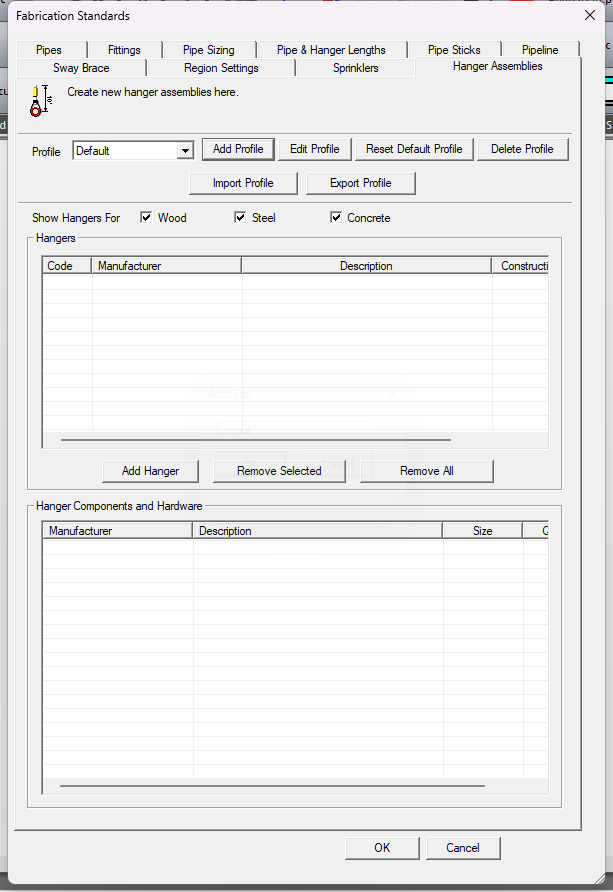 Fabrication Standards
Pipes Fittings Pipe Sizing Pipe & Hanger Lengths Pipe Sticks Pipeline
Sway Brace Region Settings Sprinklers Hanger Assemblies
Create new hanger assemblies here.
Profile Default Add Profile Edit Profile Reset Default Profile Delete Profile
Import Profile Export Profile
Show Hangers For Wood Steel Concrete
Hangers
Code Manufacturer Description Constructi
Add Hanger Remove Selected Remove All
Hanger Components and Hardware
Manufacturer Description Size
OK Cancel